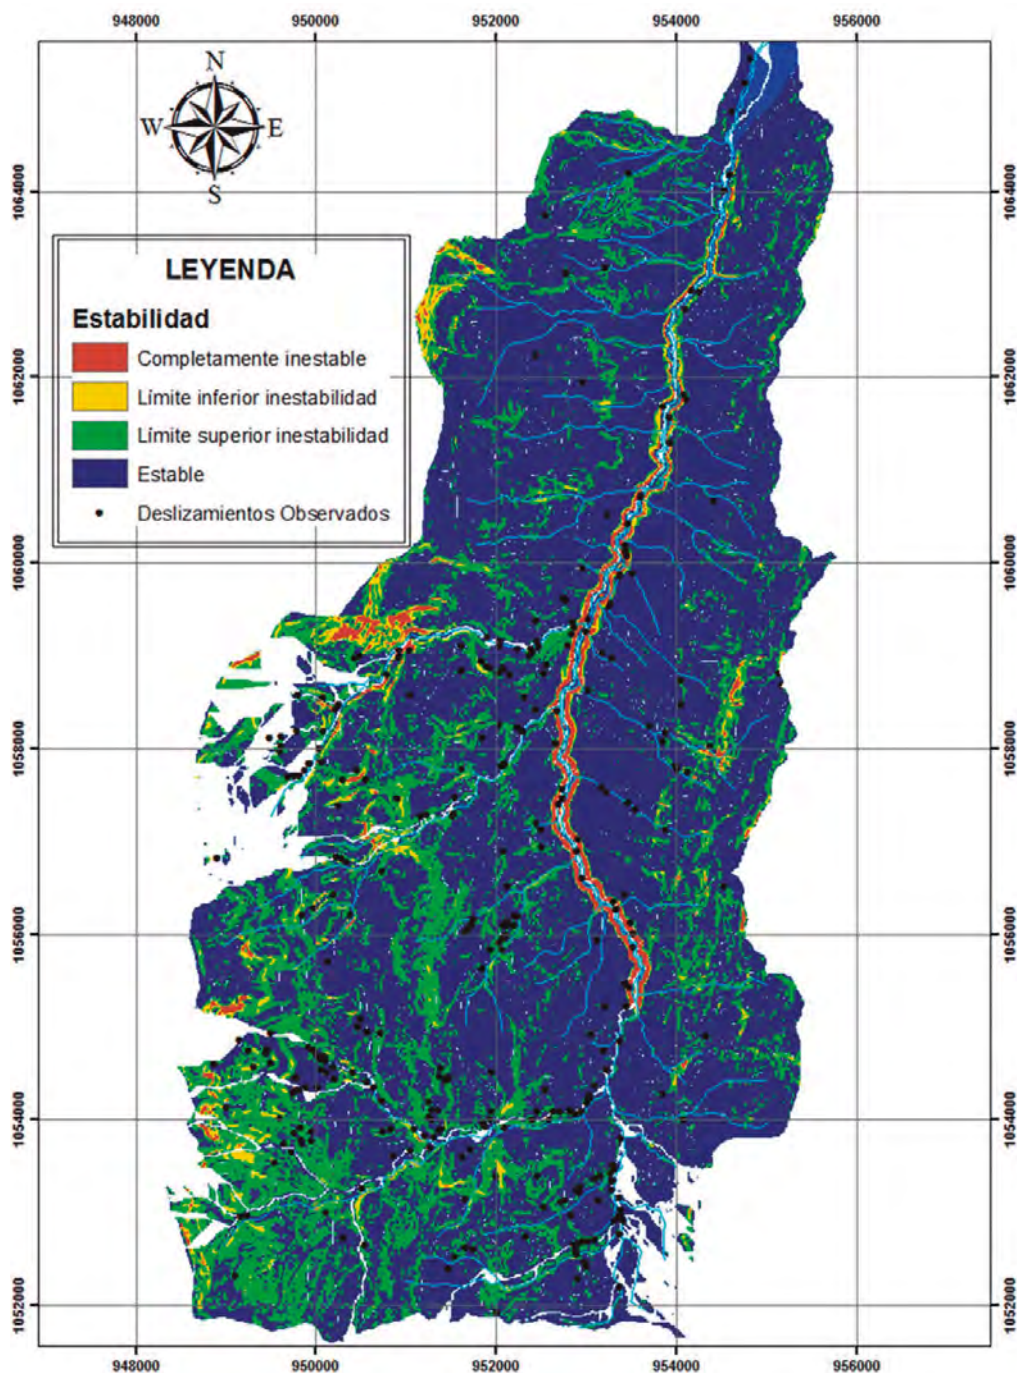 948000 950000 952000 954000 956000
N
W E
S
1064000 1064000
LEYENDA
Estabilidad
Completamente inestable
Límite inferior inestabilidad
Límite superior inestabilidad
Estable
Deslizamientos Observados
1062000 1062000
1060000 1060000
1058000 1058000
1056000 1056000
1054000 1054000
1052000 1052000
948000 950000 952000 954000 956000